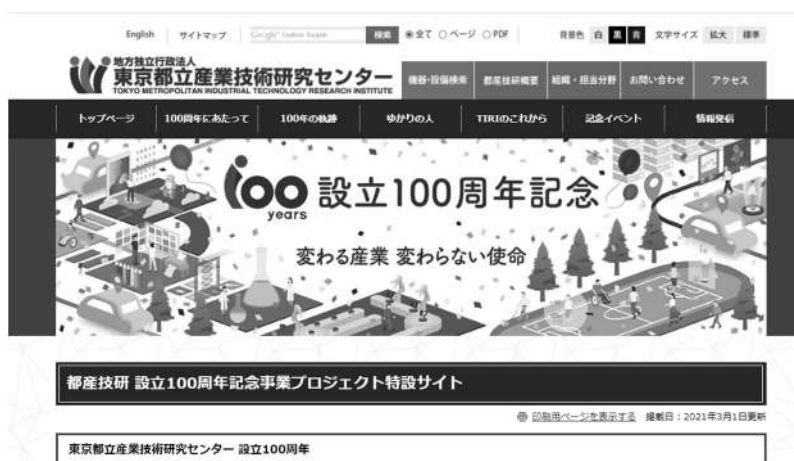 English サイトマップ Google Custom Search 検索 全て ページ PDF 背景色 白 黒 青 文字サイズ 拡大 標準
地方独立行政法人
東京都立産業技術研究センター
TOKYO METROPOLITAN INDUSTRIAL TECHNOLOGY RESEARCH INSTITUTE
機器・設備検索 都産技研概要 組織・担当分野 お問い合わせ アクセス
トップページ 100周年にあたって 100年の軌跡 ゆかりの人 TIRIのこれから 記念イベント 情報発信
100 設立100周年記念
years
変わる産業 変わらない使命
都産技研 設立100周年記念事業プロジェクト特設サイト
印刷用ページを表示する 掲載日：2021年3月1日更新
東京都立産業技術研究センター 設立100周年